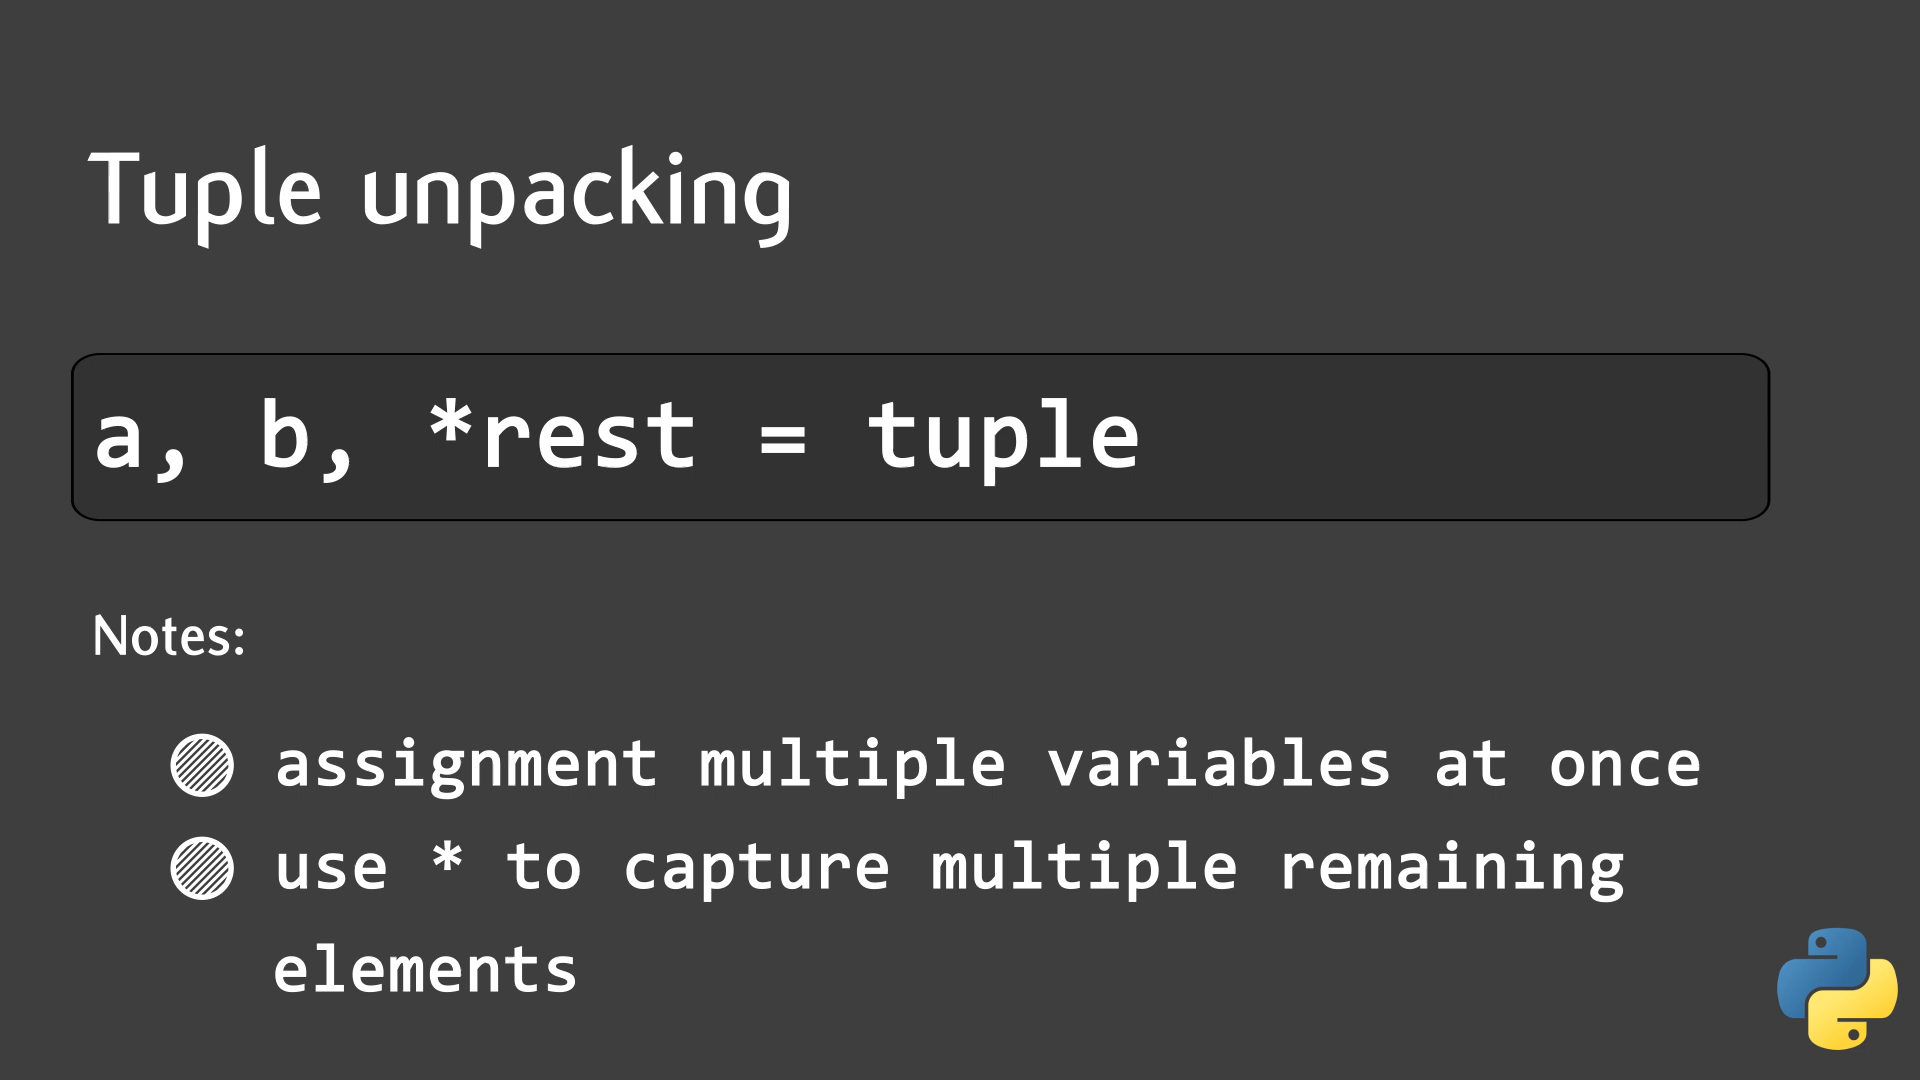 Tuple unpacking
a, b, *rest = tuple
Notes:
assignment multiple variables at once
use * to capture multiple remaining
elements